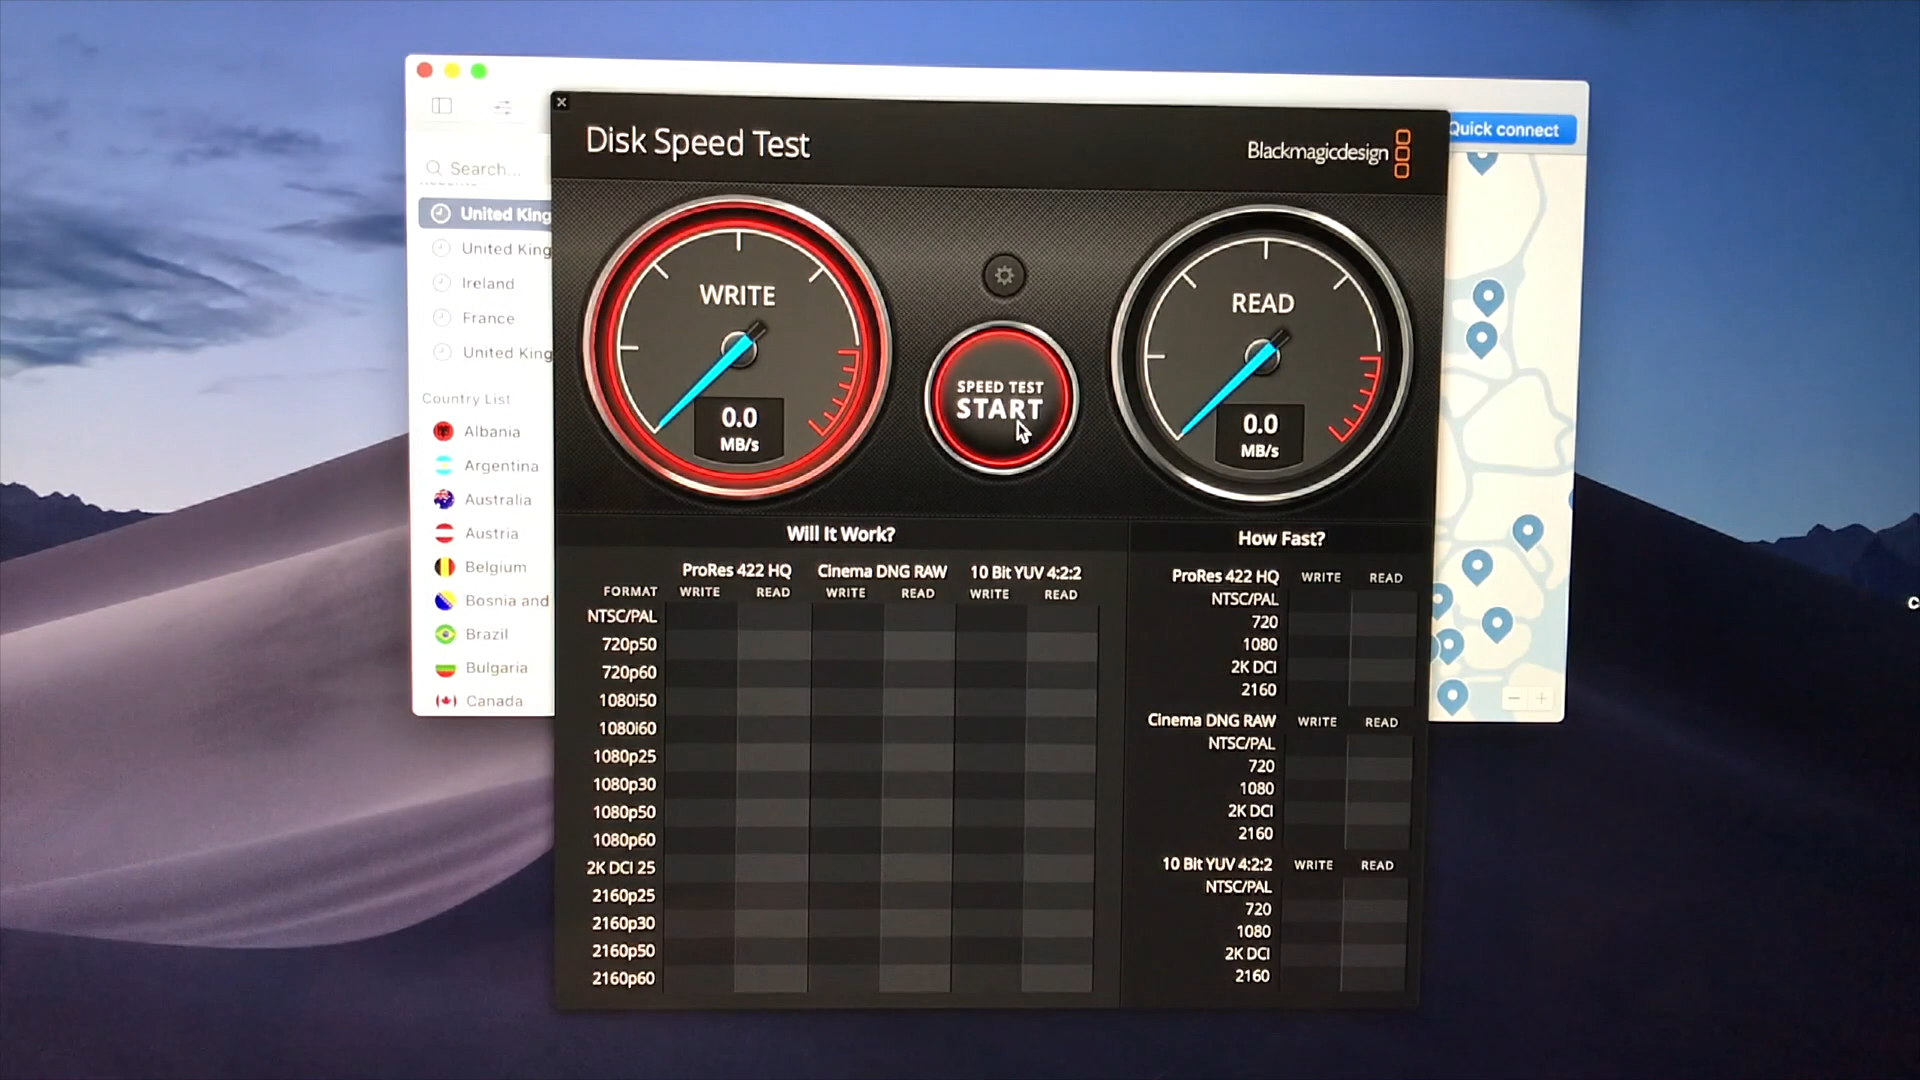 Disk Speed Test
Blackmagicdesign
Quick connect
Search...
United King
United King
Ireland
France
United King
Country List
Albania
Argentina
Australia
Austria
Belgium
Bosnia and
Brazil
Bulgaria
Canada
WRITE
0.0
MB/s
SPEED TEST
START
READ
0.0
MB/s
Will It Work?
ProRes 422 HQ Cinema DNG RAW 10 Bit YUV 4:2:2
FORMAT WRITE READ WRITE READ WRITE READ
NTSC/PAL
720p50
720p60
1080i50
1080i60
1080p25
1080p30
1080p50
1080p60
2K DCI 25
2160p25
2160p30
2160p50
2160p60
How Fast?
ProRes 422 HQ WRITE READ
NTSC/PAL
720
1080
2K DCI
2160
Cinema DNG RAW WRITE READ
NTSC/PAL
720
1080
2K DCI
2160
10 Bit YUV 4:2:2 WRITE READ
NTSC/PAL
720
1080
2K DCI
2160